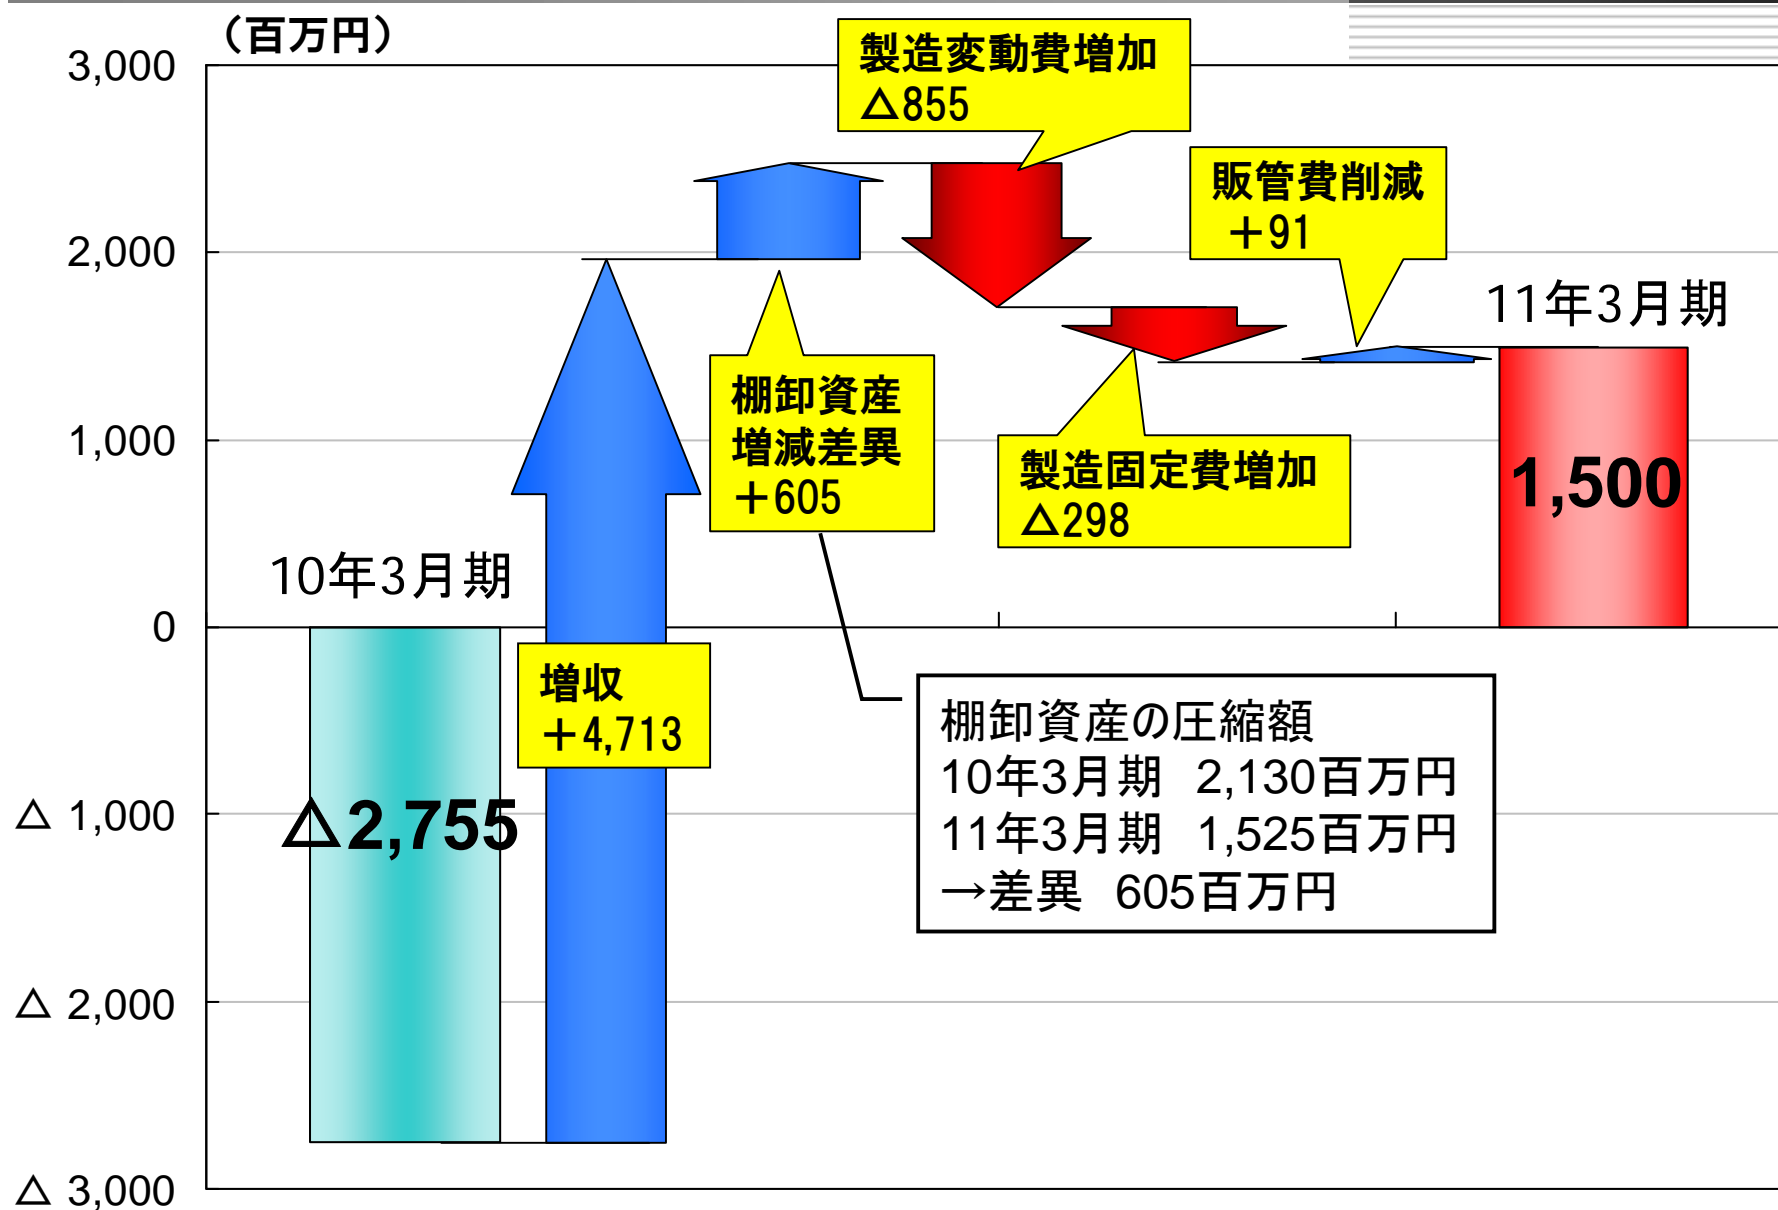 （百万円）
3,000
2,000
1,000
0
△ 1,000
△ 2,000
△ 3,000
製造変動費増加
△855
販管費削減
＋91
11年3月期
棚卸資産
増減差異
＋605
製造固定費増加
△298
1,500
10年3月期
増収
＋4,713
△2,755
棚卸資産の圧縮額
10年3月期　2,130百万円
11年3月期　1,525百万円
→差異　605百万円